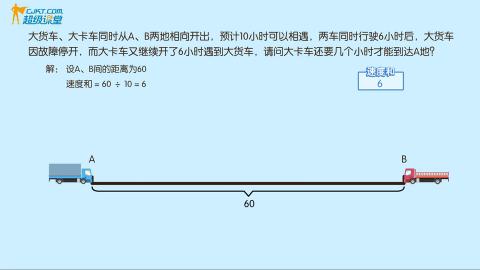 CJKT.COM
超级课堂
大货车、大卡车同时从A、B两地相向开出，预计10小时可以相遇，两车同时行驶6小时后，大货车
因故障停开，而大卡车又继续开了6小时遇到大货车，请问大卡车还要几个小时才能到达A地？
解： 设A、B间的距离为60
速度和 = 60 ÷ 10 = 6
速度和
6
A
B
60